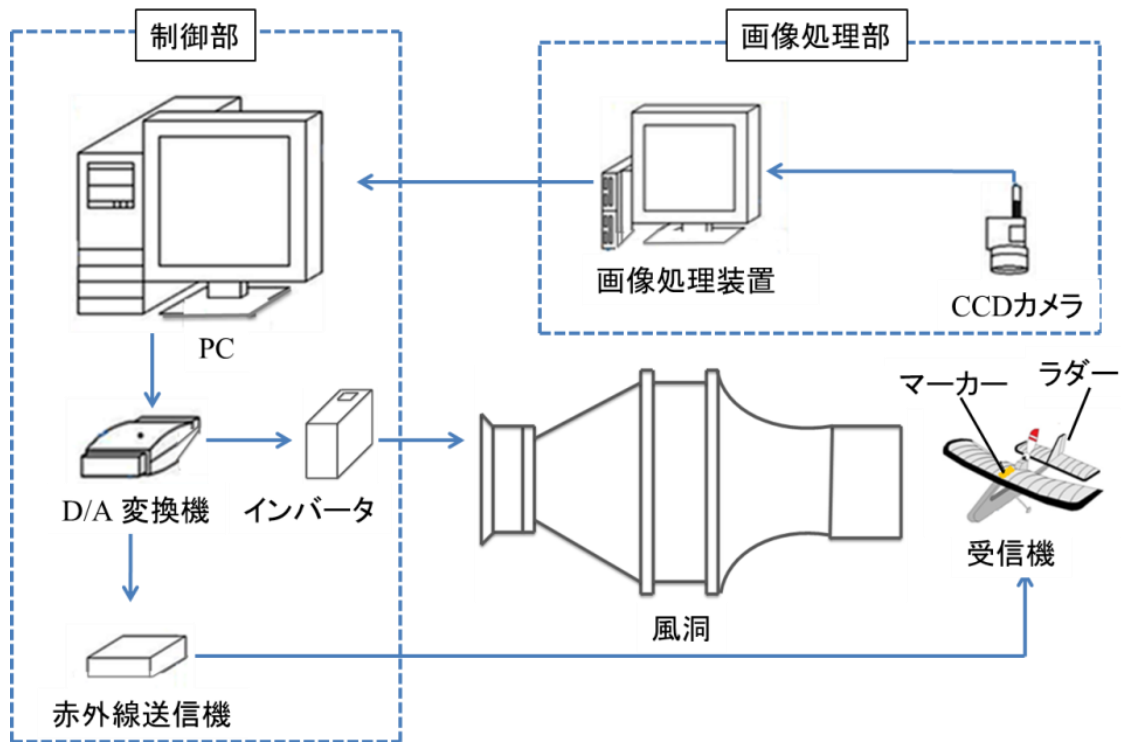 制御部
画像処理部
画像処理装置
CCDカメラ
PC
マーカー
ラダー
D/A 変換機
インバータ
受信機
風洞
赤外線送信機